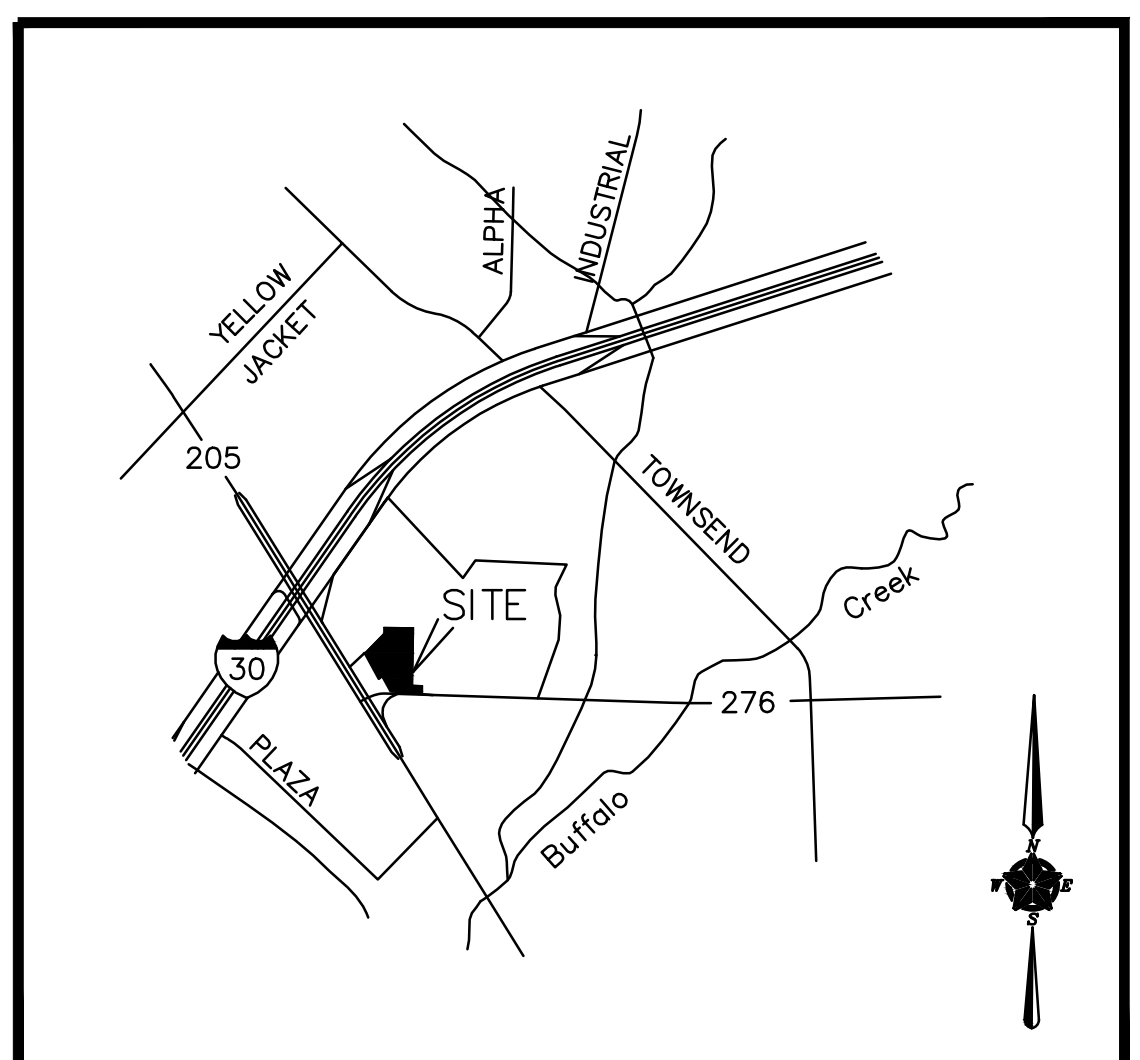 INDUSTRIAL
ALPHA
YELLOW
JACKET
205
TOWNSEND
Creek
SITE
30
276
PLAZA
Buffalo
N
W
E
S